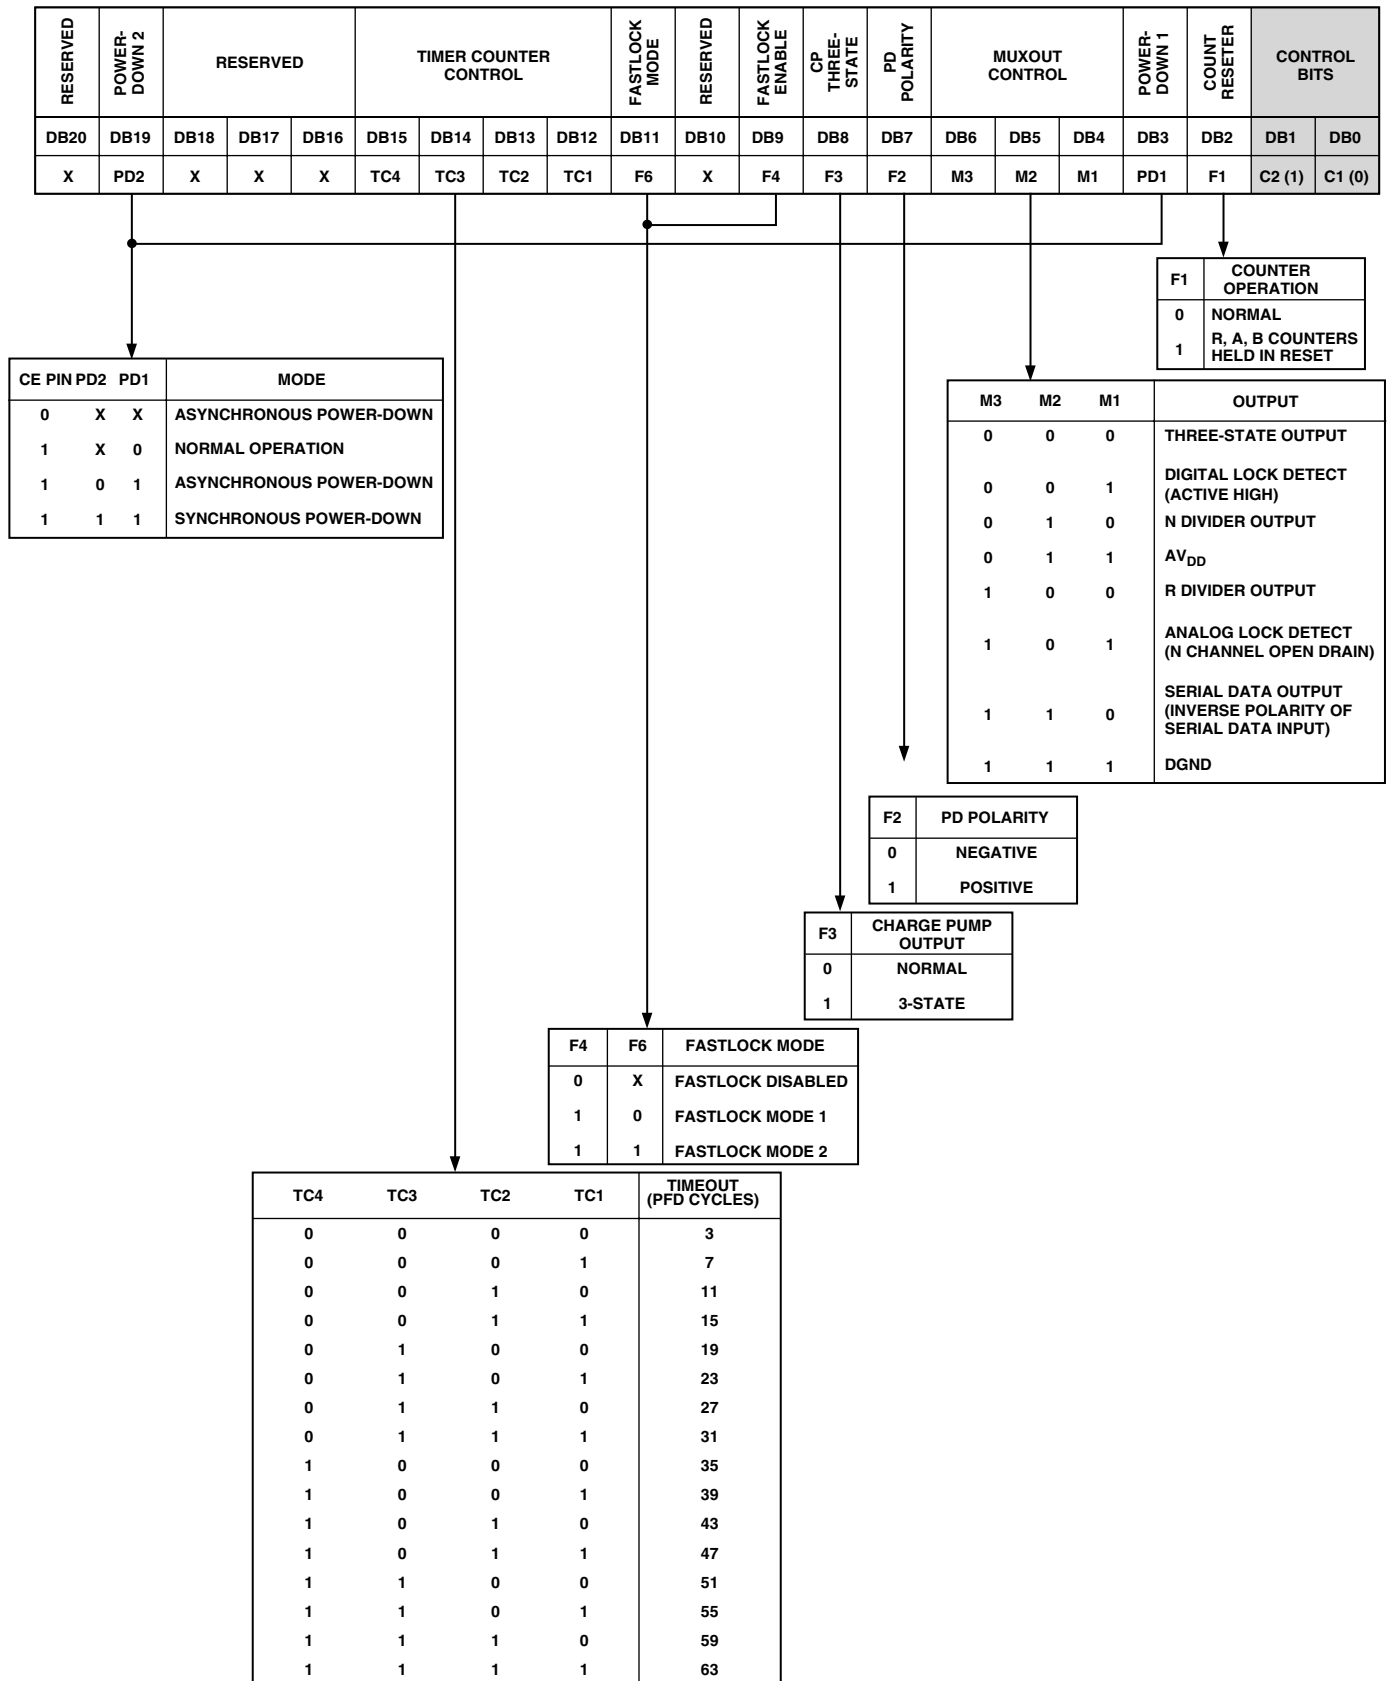 RESERVED
POWER-
DOWN 2
RESERVED
TIMER COUNTER
CONTROL
FASTLOCK
MODE
RESERVED
FASTLOCK
ENABLE
CP
THREE-
STATE
PD
POLARITY
MUXOUT
CONTROL
POWER-
DOWN 1
COUNT
RESETER
CONTROL
BITS
DB20 DB19 DB18 DB17 DB16 DB15 DB14 DB13 DB12 DB11 DB10 DB9 DB8 DB7 DB6 DB5 DB4 DB3 DB2 DB1 DB0
X PD2 X X X TC4 TC3 TC2 TC1 F6 X F4 F3 F2 M3 M2 M1 PD1 F1 C2 (1) C1 (0)
F1 COUNTER
OPERATION
0 NORMAL
1 R, A, B COUNTERS
HELD IN RESET
CE PIN PD2 PD1 MODE
0 X X ASYNCHRONOUS POWER-DOWN
1 X 0 NORMAL OPERATION
1 0 1 ASYNCHRONOUS POWER-DOWN
1 1 1 SYNCHRONOUS POWER-DOWN
M3 M2 M1 OUTPUT
0 0 0 THREE-STATE OUTPUT
0 0 1 DIGITAL LOCK DETECT
(ACTIVE HIGH)
0 1 0 N DIVIDER OUTPUT
0 1 1 AVDD
1 0 0 R DIVIDER OUTPUT
1 0 1 ANALOG LOCK DETECT
(N CHANNEL OPEN DRAIN)
1 1 0 SERIAL DATA OUTPUT
(INVERSE POLARITY OF
SERIAL DATA INPUT)
1 1 1 DGND
F2 PD POLARITY
0 NEGATIVE
1 POSITIVE
F3 CHARGE PUMP
OUTPUT
0 NORMAL
1 3-STATE
F4 F6 FASTLOCK MODE
0 X FASTLOCK DISABLED
1 0 FASTLOCK MODE 1
1 1 FASTLOCK MODE 2
TC4 TC3 TC2 TC1 TIMEOUT
(PFD CYCLES)
0 0 0 0 3
0 0 0 1 7
0 0 1 0 11
0 0 1 1 15
0 1 0 0 19
0 1 0 1 23
0 1 1 0 27
0 1 1 1 31
1 0 0 0 35
1 0 0 1 39
1 0 1 0 43
1 0 1 1 47
1 1 0 0 51
1 1 0 1 55
1 1 1 0 59
1 1 1 1 63